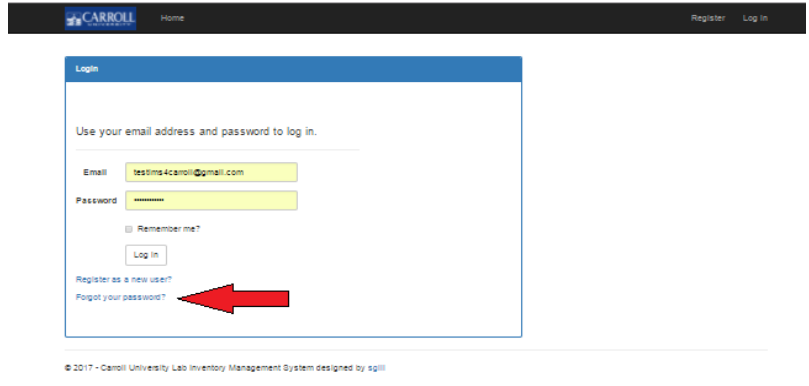 CARROLL
UNIVERSITY
Home
Register
Log in
Login
Use your email address and password to log in.
Email
testims4carroll@gmail.com
Password
•••••••••••
Remember me?
Log in
Register as a new user?
Forgot your password?
© 2017 - Carroll University Lab Inventory Management System designed by sgill